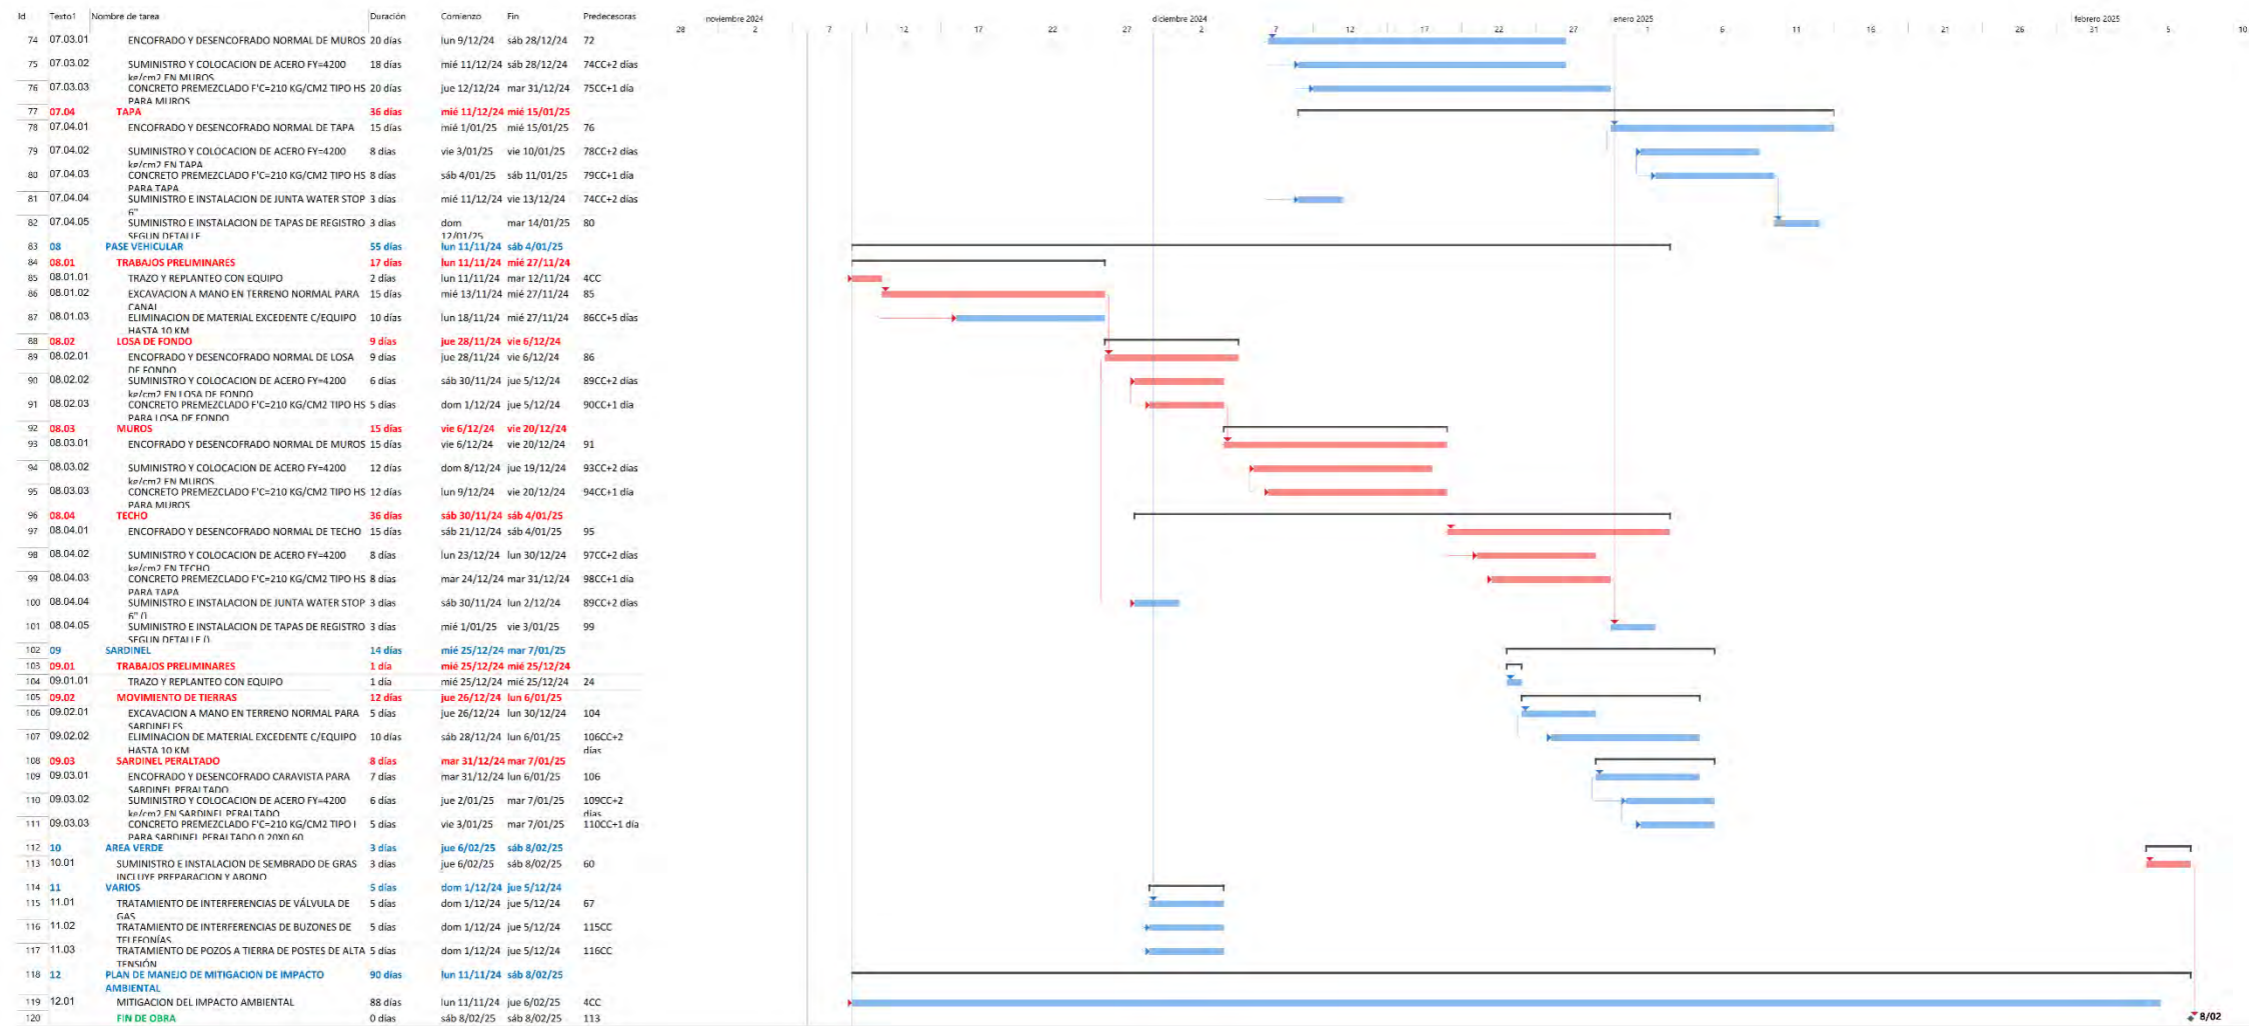 Id Texto1 Nombre de tarea Duración Comienzo Fin Predecesoras
noviembre 2024 diciembre 2024 enero 2025 febrero 2025
28 2 7 12 17 22 27 2 7 12 17 22 27 1 6 11 16 21 26 31 5 10
74 07.03.01 ENCOFRADO Y DESENCOFRADO NORMAL DE MUROS 20 días lun 9/12/24 sáb 28/12/24 72
75 07.03.02 SUMINISTRO Y COLOCACION DE ACERO FY=4200 18 días mié 11/12/24 sáb 28/12/24 74CC+2 días
kg/cm2 EN MUROS
76 07.03.03 CONCRETO PREMEZCLADO F'C=210 KG/CM2 TIPO HS 20 días jue 12/12/24 mar 31/12/24 75CC+1 día
PARA MUROS
77 07.04 TAPA 36 días mié 11/12/24 mié 15/01/25
78 07.04.01 ENCOFRADO Y DESENCOFRADO NORMAL DE TAPA 15 días mié 1/01/25 mié 15/01/25 76
79 07.04.02 SUMINISTRO Y COLOCACION DE ACERO FY=4200 8 días vie 3/01/25 vie 10/01/25 78CC+2 días
kg/cm2 EN TAPA
80 07.04.03 CONCRETO PREMEZCLADO F'C=210 KG/CM2 TIPO HS 8 días sáb 4/01/25 sáb 11/01/25 79CC+1 día
PARA TAPA
81 07.04.04 SUMINISTRO E INSTALACION DE JUNTA WATER STOP 3 días mié 11/12/24 vie 13/12/24 74CC+2 días
6"
82 07.04.05 SUMINISTRO E INSTALACION DE TAPAS DE REGISTRO 3 días dom 12/01/25 mar 14/01/25 80
SEGUN DETALLE
83 08 PASE VEHICULAR 55 días lun 11/11/24 sáb 4/01/25
84 08.01 TRABAJOS PRELIMINARES 17 días lun 11/11/24 mié 27/11/24
85 08.01.01 TRAZO Y REPLANTEO CON EQUIPO 2 días lun 11/11/24 mar 12/11/24 4CC
86 08.01.02 EXCAVACION A MANO EN TERRENO NORMAL PARA 15 días mié 13/11/24 mié 27/11/24 85
CANAL
87 08.01.03 ELIMINACION DE MATERIAL EXCEDENTE C/EQUIPO 10 días lun 18/11/24 mié 27/11/24 86CC+5 días
HASTA 10 KM
88 08.02 LOSA DE FONDO 9 días jue 28/11/24 vie 6/12/24
89 08.02.01 ENCOFRADO Y DESENCOFRADO NORMAL DE LOSA 9 días jue 28/11/24 vie 6/12/24 86
DE FONDO
90 08.02.02 SUMINISTRO Y COLOCACION DE ACERO FY=4200 6 días sáb 30/11/24 jue 5/12/24 89CC+2 días
kg/cm2 EN LOSA DE FONDO
91 08.02.03 CONCRETO PREMEZCLADO F'C=210 KG/CM2 TIPO HS 5 días dom 1/12/24 jue 5/12/24 90CC+1 día
PARA LOSA DE FONDO
92 08.03 MUROS 15 días vie 6/12/24 vie 20/12/24
93 08.03.01 ENCOFRADO Y DESENCOFRADO NORMAL DE MUROS 15 días vie 6/12/24 vie 20/12/24 91
94 08.03.02 SUMINISTRO Y COLOCACION DE ACERO FY=4200 12 días dom 8/12/24 jue 19/12/24 93CC+2 días
kg/cm2 EN MUROS
95 08.03.03 CONCRETO PREMEZCLADO F'C=210 KG/CM2 TIPO HS 12 días lun 9/12/24 vie 20/12/24 94CC+1 día
PARA MUROS
96 08.04 TECHO 36 días sáb 30/11/24 sáb 4/01/25
97 08.04.01 ENCOFRADO Y DESENCOFRADO NORMAL DE TECHO 15 días sáb 21/12/24 sáb 4/01/25 95
98 08.04.02 SUMINISTRO Y COLOCACION DE ACERO FY=4200 8 días lun 23/12/24 lun 30/12/24 97CC+2 días
kg/cm2 EN TECHO
99 08.04.03 CONCRETO PREMEZCLADO F'C=210 KG/CM2 TIPO HS 8 días mar 24/12/24 mar 31/12/24 98CC+1 día
PARA TAPA
100 08.04.04 SUMINISTRO E INSTALACION DE JUNTA WATER STOP 3 días sáb 30/11/24 lun 2/12/24 89CC+2 días
6" ()
101 08.04.05 SUMINISTRO E INSTALACION DE TAPAS DE REGISTRO 3 días mié 1/01/25 vie 3/01/25 99
SEGUN DETALLE ()
102 09 SARDINEL 14 días mié 25/12/24 mar 7/01/25
103 09.01 TRABAJOS PRELIMINARES 1 día mié 25/12/24 mié 25/12/24
104 09.01.01 TRAZO Y REPLANTEO CON EQUIPO 1 día mié 25/12/24 mié 25/12/24 24
105 09.02 MOVIMIENTO DE TIERRAS 12 días jue 26/12/24 lun 6/01/25
106 09.02.01 EXCAVACION A MANO EN TERRENO NORMAL PARA 5 días jue 26/12/24 lun 30/12/24 104
SARDINELES
107 09.02.02 ELIMINACION DE MATERIAL EXCEDENTE C/EQUIPO 10 días sáb 28/12/24 lun 6/01/25 106CC+2 días
HASTA 10 KM
108 09.03 SARDINEL PERALTADO 8 días mar 31/12/24 mar 7/01/25
109 09.03.01 ENCOFRADO Y DESENCOFRADO CARAVISTA PARA 7 días mar 31/12/24 lun 6/01/25 106
SARDINEL PERALTADO
110 09.03.02 SUMINISTRO Y COLOCACION DE ACERO FY=4200 6 días jue 2/01/25 mar 7/01/25 109CC+2 días
kg/cm2 EN SARDINEL PERALTADO
111 09.03.03 CONCRETO PREMEZCLADO F'C=210 KG/CM2 TIPO I 5 días vie 3/01/25 mar 7/01/25 110CC+1 día
PARA SARDINEL PERALTADO 0.20X0.60
112 10 AREA VERDE 3 días jue 6/02/25 sáb 8/02/25
113 10.01 SUMINISTRO E INSTALACION DE SEMBRADO DE GRAS 3 días jue 6/02/25 sáb 8/02/25 60
INCLUYE PREPARACION Y ABONO
114 11 VARIOS 5 días dom 1/12/24 jue 5/12/24
115 11.01 TRATAMIENTO DE INTERFERENCIAS DE VÁLVULA DE 5 días dom 1/12/24 jue 5/12/24 67
GAS
116 11.02 TRATAMIENTO DE INTERFERENCIAS DE BUZONES DE 5 días dom 1/12/24 jue 5/12/24 115CC
TELEFONÍAS
117 11.03 TRATAMIENTO DE POZOS A TIERRA DE POSTES DE ALTA 5 días dom 1/12/24 jue 5/12/24 116CC
TENSIÓN
118 12 PLAN DE MANEJO DE MITIGACION DE IMPACTO 90 días lun 11/11/24 sáb 8/02/25
AMBIENTAL
119 12.01 MITIGACION DEL IMPACTO AMBIENTAL 88 días lun 11/11/24 jue 6/02/25 4CC
120 FIN DE OBRA 0 días sáb 8/02/25 sáb 8/02/25 113
8/02